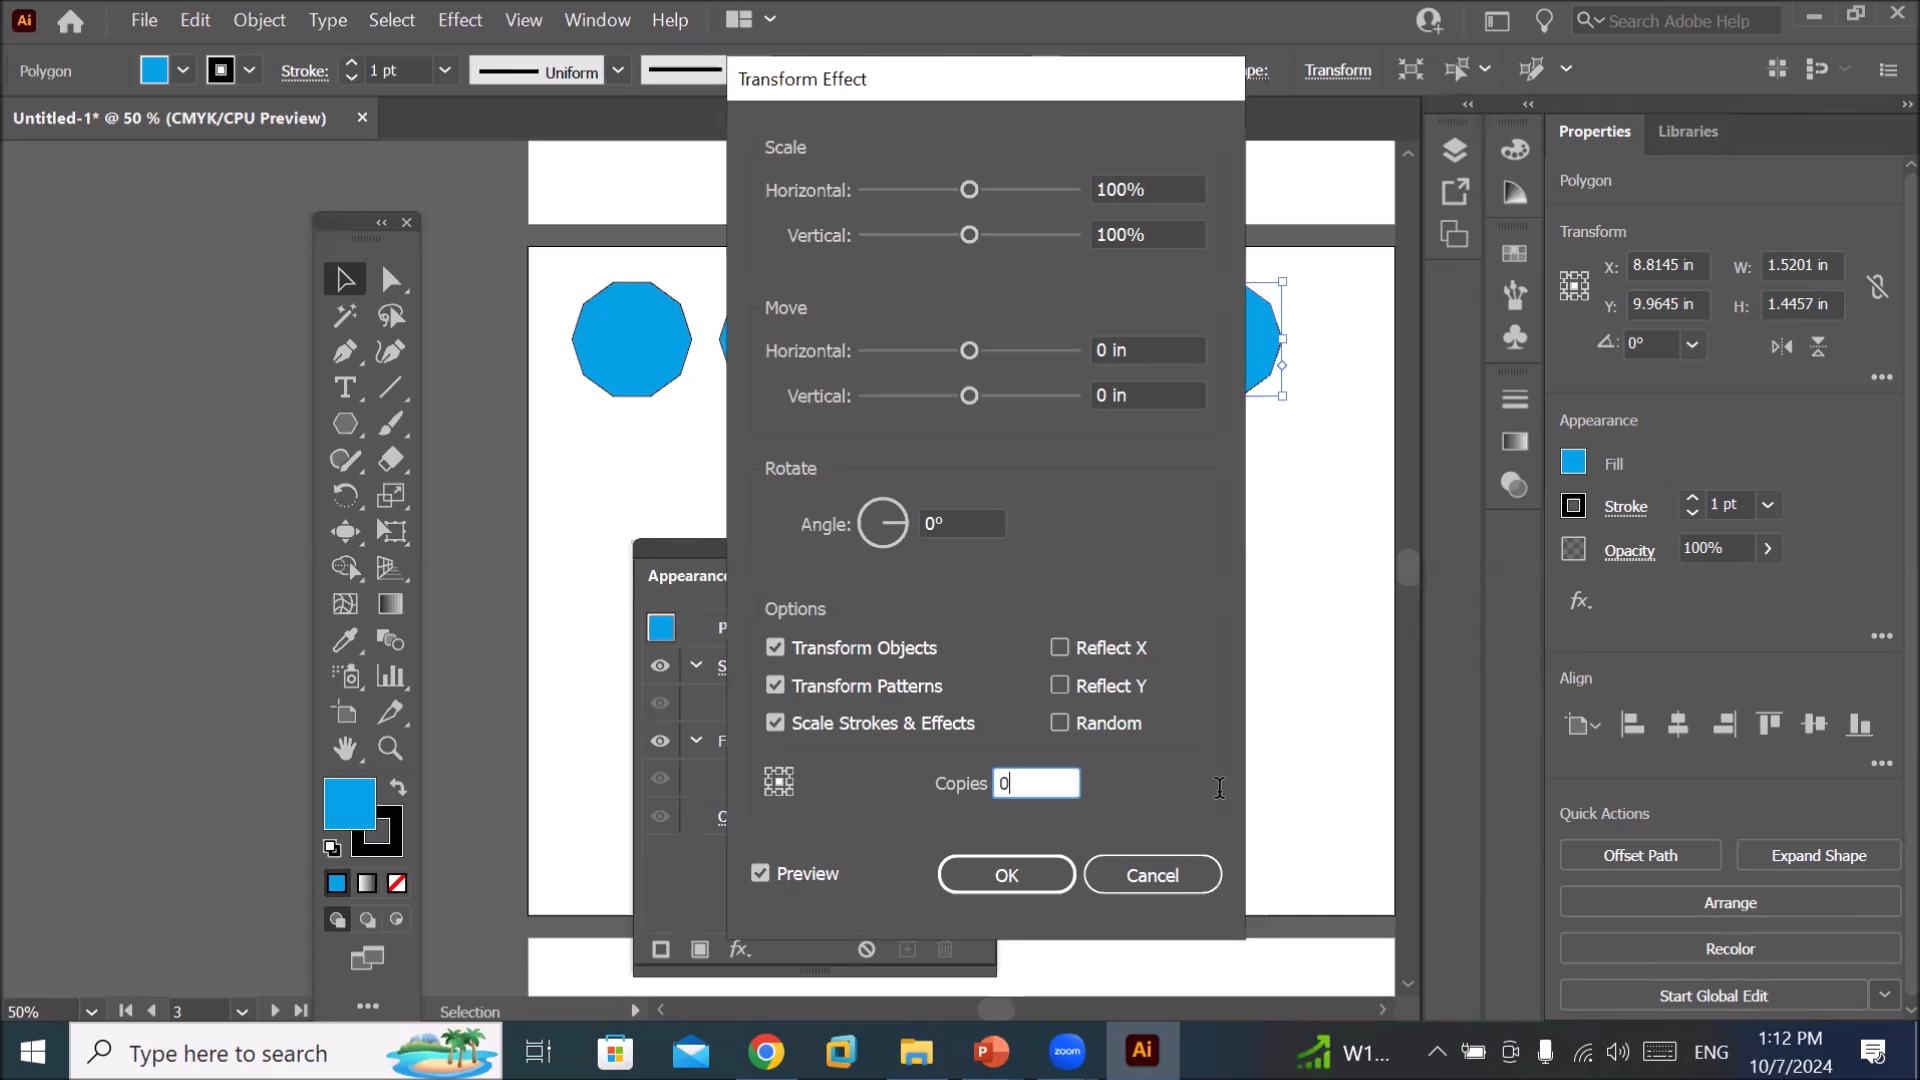 Ai File Edit Object Type Select Effect View Window Help Search Adobe Help
Polygon Stroke: 1 pt Uniform Transform
Untitled-1* @ 50 % (CMYK/CPU Preview)
Transform Effect
Scale
Horizontal: 100%
Vertical: 100%
Move
Horizontal: 0 in
Vertical: 0 in
Rotate
Angle: 0°
Options
Transform Objects Reflect X
Transform Patterns Reflect Y
Scale Strokes & Effects Random
Copies 0
Preview OK Cancel
Appearance
Properties Libraries
Polygon
Transform
X: 8.8145 in W: 1.5201 in
Y: 9.9645 in H: 1.4457 in
0°
Appearance
Fill
Stroke 1 pt
Opacity 100%
fx.
Align
Quick Actions
Offset Path Expand Shape
Arrange
Recolor
Start Global Edit
fx.
50% 3 Selection
Type here to search zoom Ai W1... ENG
1:12 PM
10/7/2024